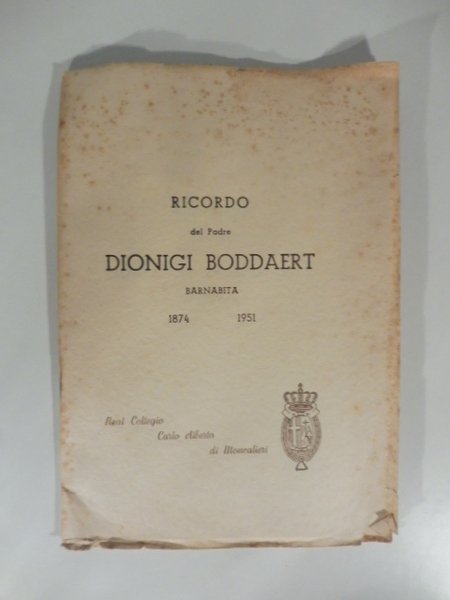 RICORDO
del Padre
DIONIGI BODDAERT
BARNABITA
1874 1951
Real Collegio
Carlo Alberto
di Moncalieri